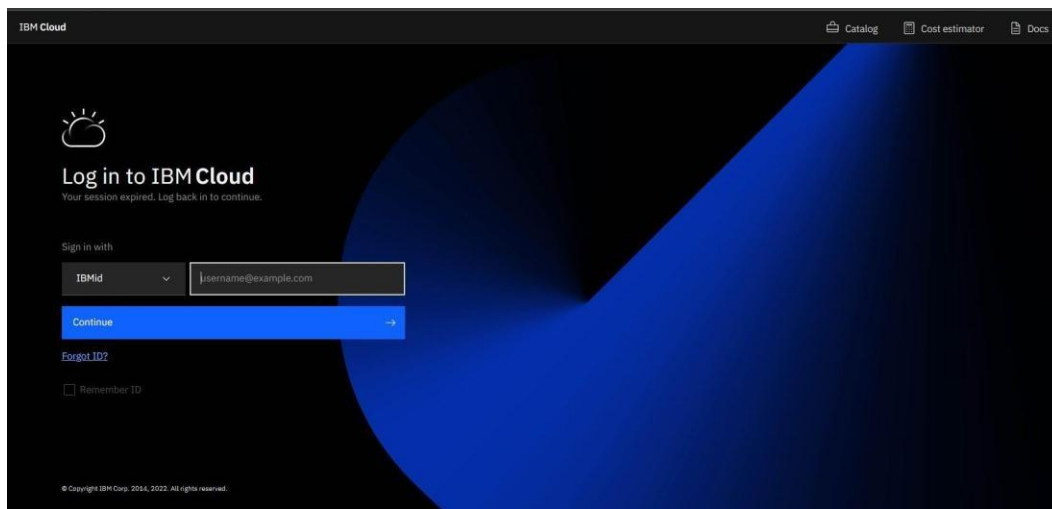 IBM Cloud
Catalog
Cost estimator
Docs
Log in to IBM Cloud
Your session expired. Log back in to continue.
Sign in with
IBMid
username@example.com
Continue
Forgot ID?
Remember ID
© Copyright IBM Corp. 2014, 2022. All rights reserved.